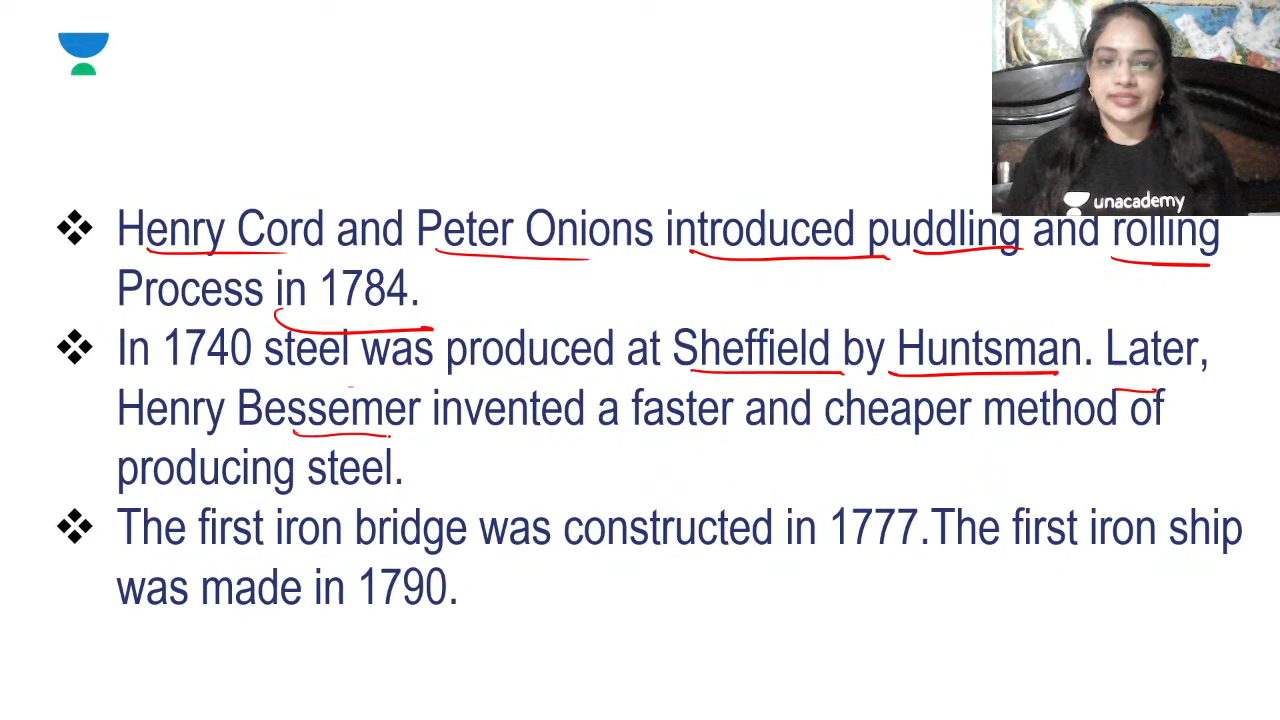 unacademy
❖ Henry Cord and Peter Onions introduced puddling and rolling
Process in 1784.
❖ In 1740 steel was produced at Sheffield by Huntsman. Later,
Henry Bessemer invented a faster and cheaper method of
producing steel.
❖ The first iron bridge was constructed in 1777.The first iron ship
was made in 1790.